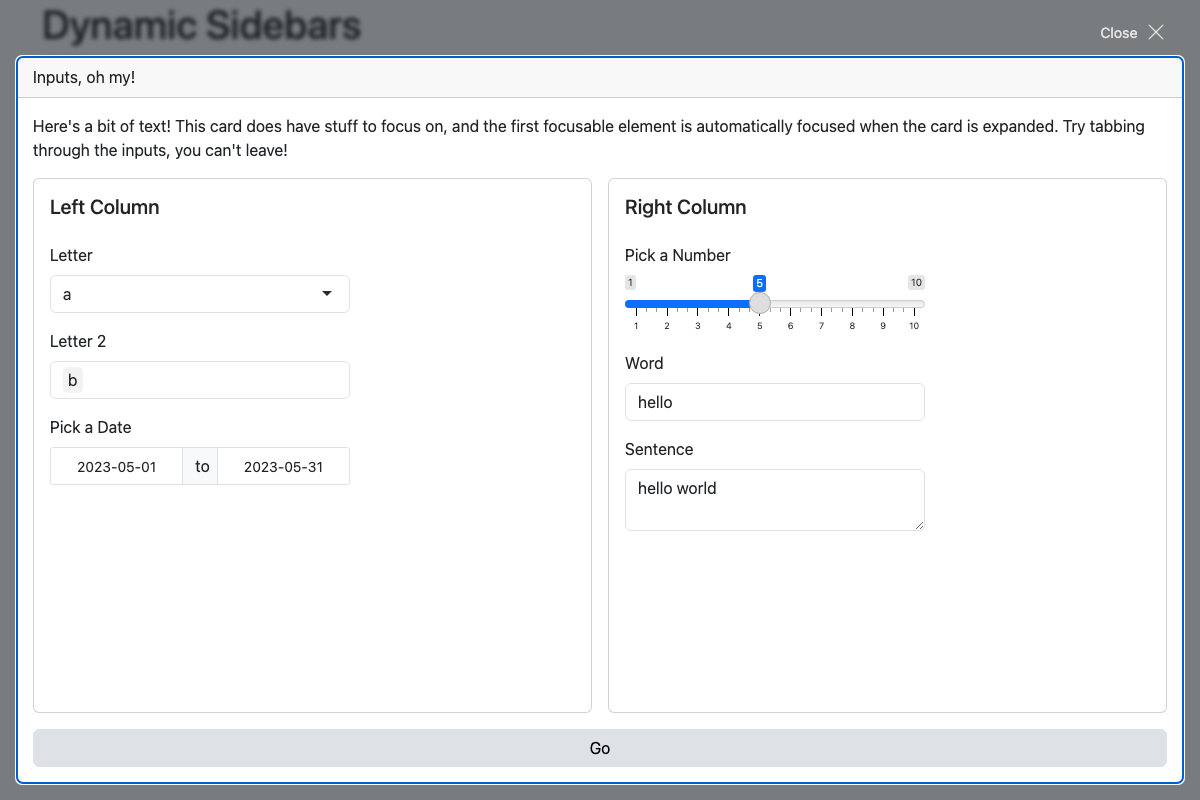 Dynamic Sidebars
Close
Inputs, oh my!
Here's a bit of text! This card does have stuff to focus on, and the first focusable element is automatically focused when the card is expanded. Try tabbing
through the inputs, you can't leave!
Left Column
Letter
a
Letter 2
b
Pick a Date
2023-05-01 to 2023-05-31
Right Column
Pick a Number
1 5 10
1 2 3 4 5 6 7 8 9 10
Word
hello
Sentence
hello world
Go